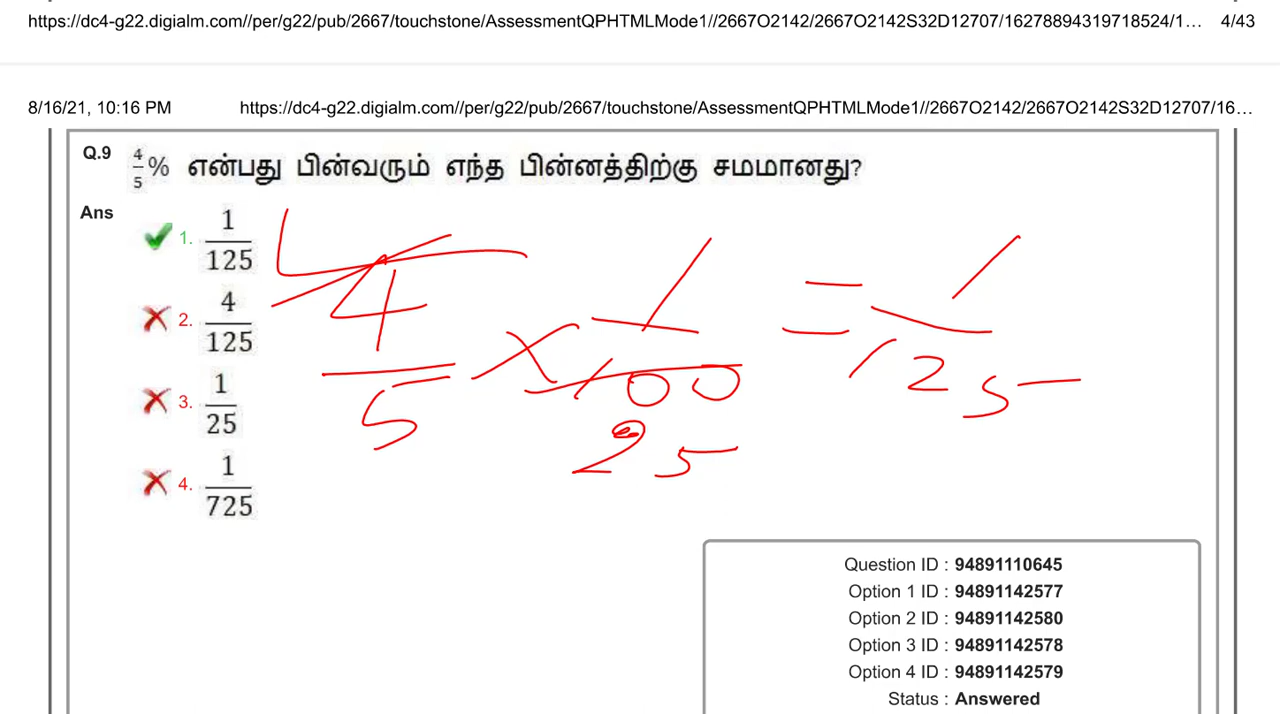 https://dc4-g22.digialm.com//per/g22/pub/2667/touchstone/AssessmentQPHTMLMode1//2667O2142/2667O2142S32D12707/16278894319718524/1… 4/43
8/16/21, 10:16 PM https://dc4-g22.digialm.com//per/g22/pub/2667/touchstone/AssessmentQPHTMLMode1//2667O2142/2667O2142S32D12707/16…
Q.9 4/5% என்பது பின்வரும் எந்த பின்னத்திற்கு சமமானது?
Ans
1. 1/125
2. 4/125
3. 1/25
4. 1/725
4/5 × 1/100 = 1/125
25
Question ID : 94891110645
Option 1 ID : 94891142577
Option 2 ID : 94891142580
Option 3 ID : 94891142578
Option 4 ID : 94891142579
Status : Answered